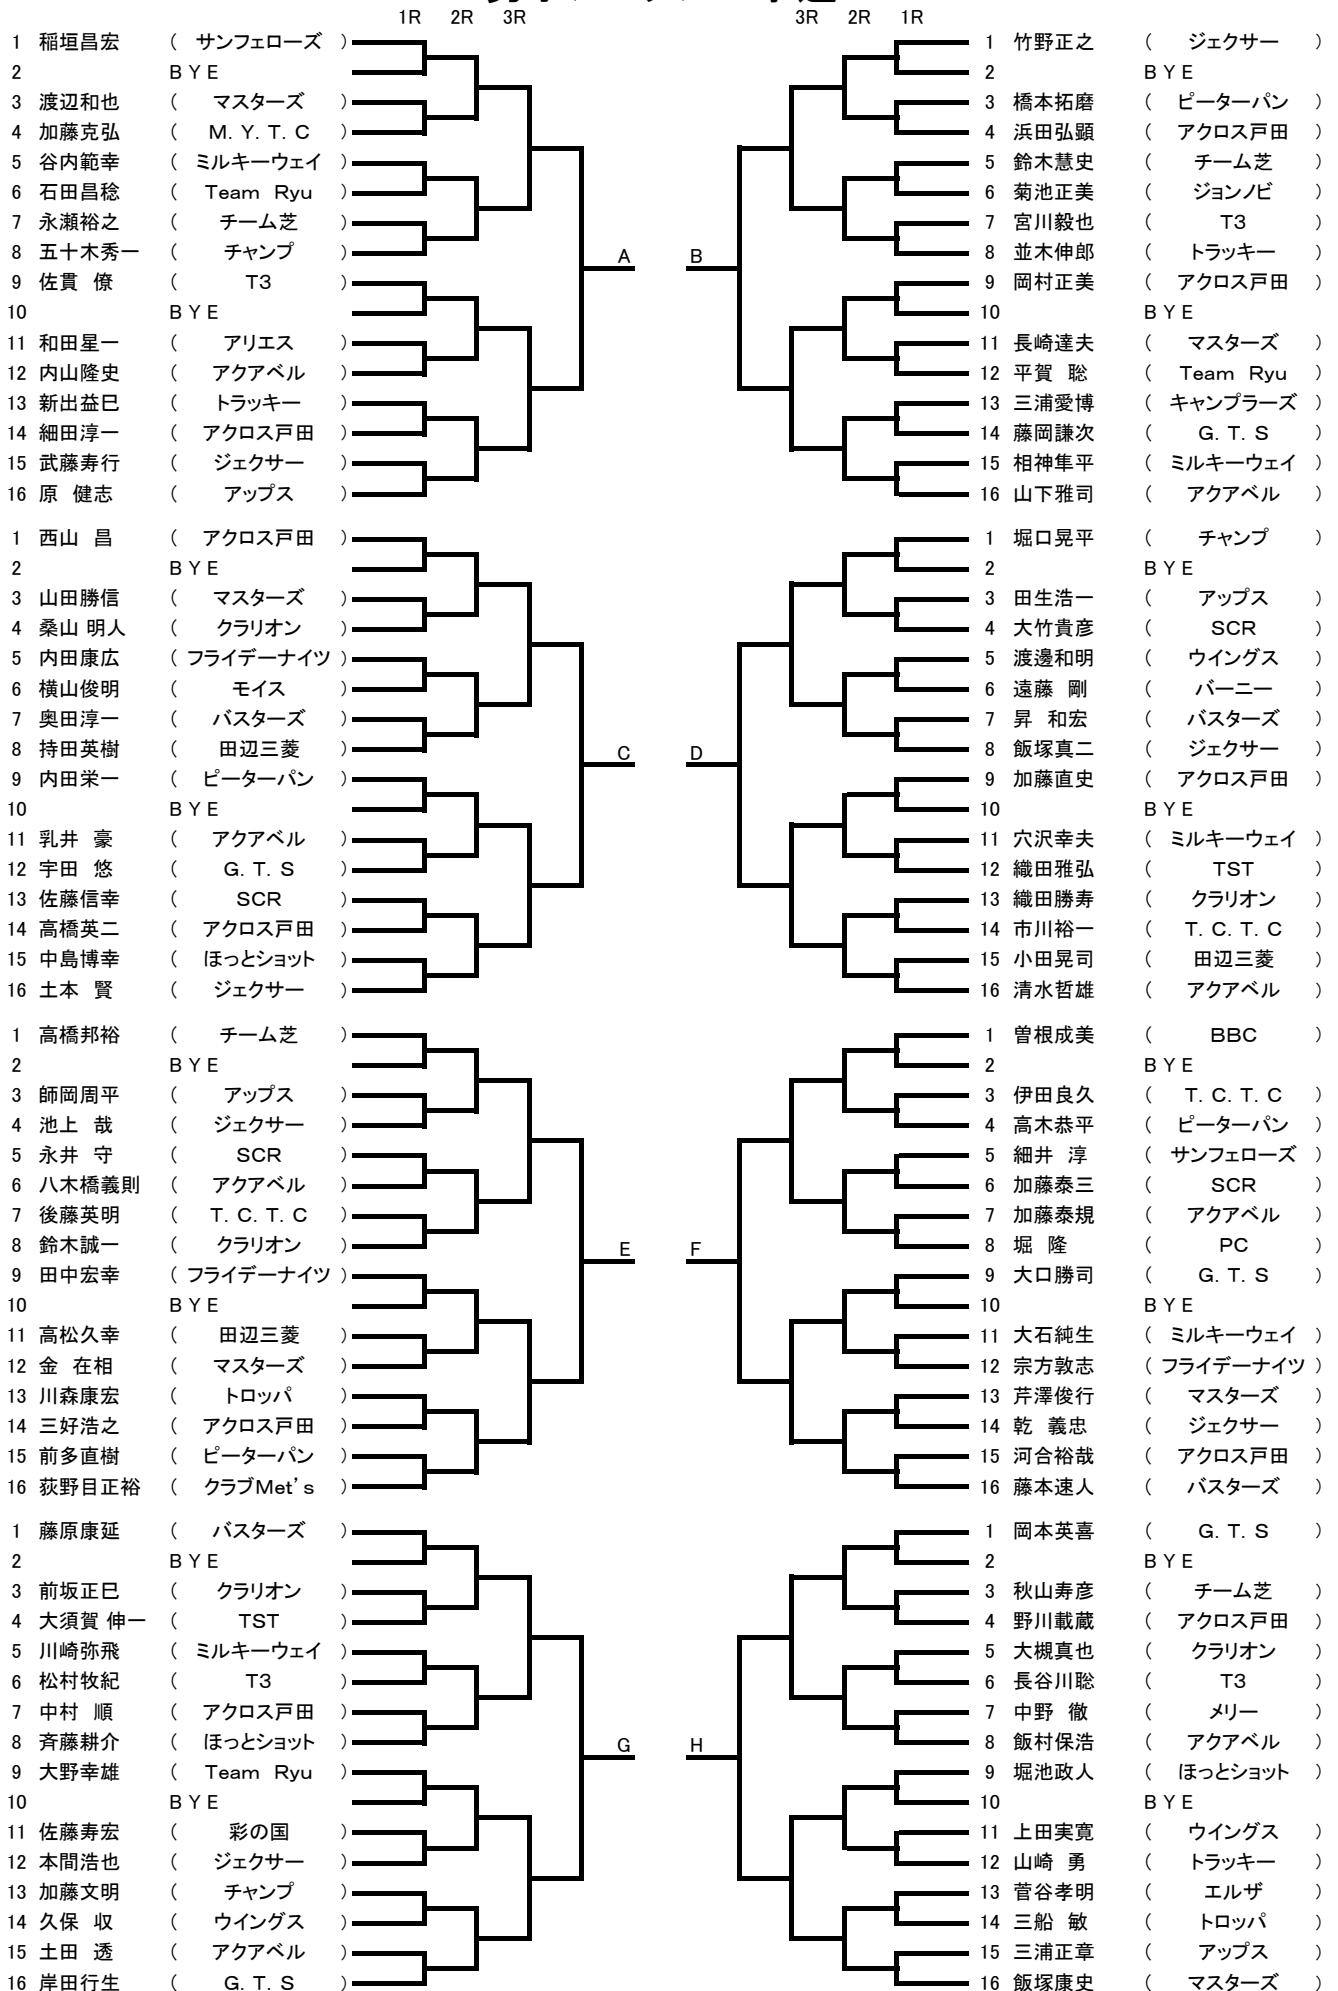 1R 2R 3R
3R 2R 1R
1 稲垣昌宏 ( サンフェローズ )
2 BYE
3 渡辺和也 ( マスターズ )
4 加藤克弘 ( M.Y.T.C )
5 谷内範幸 ( ミルキーウェイ )
6 石田昌稔 ( Team Ryu )
7 永瀬裕之 ( チーム芝 )
8 五十木秀一 ( チャンプ )
9 佐貫 僚 ( T3 )
10 BYE
11 和田星一 ( アリエス )
12 内山隆史 ( アクアベル )
13 新出益巳 ( トラッキー )
14 細田淳一 ( アクロス戸田 )
15 武藤寿行 ( ジェクサー )
16 原 健志 ( アップス )
A
1 竹野正之 ( ジェクサー )
2 BYE
3 橋本拓磨 ( ピーターパン )
4 浜田弘顕 ( アクロス戸田 )
5 鈴木慧史 ( チーム芝 )
6 菊池正美 ( ジョンノビ )
7 宮川毅也 ( T3 )
8 並木伸郎 ( トラッキー )
9 岡村正美 ( アクロス戸田 )
10 BYE
11 長崎達夫 ( マスターズ )
12 平賀 聡 ( Team Ryu )
13 三浦愛博 ( キャンプラーズ )
14 藤岡謙次 ( G.T.S )
15 相神隼平 ( ミルキーウェイ )
16 山下雅司 ( アクアベル )
B
1 西山 昌 ( アクロス戸田 )
2 BYE
3 山田勝信 ( マスターズ )
4 桑山 明人 ( クラリオン )
5 内田康広 ( フライデーナイツ )
6 横山俊明 ( モイス )
7 奥田淳一 ( バスターズ )
8 持田英樹 ( 田辺三菱 )
9 内田栄一 ( ピーターパン )
10 BYE
11 乳井 豪 ( アクアベル )
12 宇田 悠 ( G.T.S )
13 佐藤信幸 ( SCR )
14 高橋英二 ( アクロス戸田 )
15 中島博幸 ( ほっとショット )
16 土本 賢 ( ジェクサー )
C
1 堀口晃平 ( チャンプ )
2 BYE
3 田生浩一 ( アップス )
4 大竹貴彦 ( SCR )
5 渡邊和明 ( ウイングス )
6 遠藤 剛 ( バーニー )
7 昇 和宏 ( バスターズ )
8 飯塚真二 ( ジェクサー )
9 加藤直史 ( アクロス戸田 )
10 BYE
11 穴沢幸夫 ( ミルキーウェイ )
12 織田雅弘 ( TST )
13 織田勝寿 ( クラリオン )
14 市川裕一 ( T.C.T.C )
15 小田晃司 ( 田辺三菱 )
16 清水哲雄 ( アクアベル )
D
1 高橋邦裕 ( チーム芝 )
2 BYE
3 師岡周平 ( アップス )
4 池上 哉 ( ジェクサー )
5 永井 守 ( SCR )
6 八木橋義則 ( アクアベル )
7 後藤英明 ( T.C.T.C )
8 鈴木誠一 ( クラリオン )
9 田中宏幸 ( フライデーナイツ )
10 BYE
11 高松久幸 ( 田辺三菱 )
12 金 在相 ( マスターズ )
13 川森康宏 ( トロッパ )
14 三好浩之 ( アクロス戸田 )
15 前多直樹 ( ピーターパン )
16 荻野目正裕 ( クラブMet's )
E
1 曽根成美 ( BBC )
2 BYE
3 伊田良久 ( T.C.T.C )
4 高木恭平 ( ピーターパン )
5 細井 淳 ( サンフェローズ )
6 加藤泰三 ( SCR )
7 加藤泰規 ( アクアベル )
8 堀 隆 ( PC )
9 大口勝司 ( G.T.S )
10 BYE
11 大石純生 ( ミルキーウェイ )
12 宗方敦志 ( フライデーナイツ )
13 芹澤俊行 ( マスターズ )
14 乾 義忠 ( ジェクサー )
15 河合裕哉 ( アクロス戸田 )
16 藤本速人 ( バスターズ )
F
1 藤原康延 ( バスターズ )
2 BYE
3 前坂正巳 ( クラリオン )
4 大須賀 伸一 ( TST )
5 川崎弥飛 ( ミルキーウェイ )
6 松村牧紀 ( T3 )
7 中村 順 ( アクロス戸田 )
8 斉藤耕介 ( ほっとショット )
9 大野幸雄 ( Team Ryu )
10 BYE
11 佐藤寿宏 ( 彩の国 )
12 本間浩也 ( ジェクサー )
13 加藤文明 ( チャンプ )
14 久保 収 ( ウイングス )
15 土田 透 ( アクアベル )
16 岸田行生 ( G.T.S )
G
1 岡本英喜 ( G.T.S )
2 BYE
3 秋山寿彦 ( チーム芝 )
4 野川載蔵 ( アクロス戸田 )
5 大槻真也 ( クラリオン )
6 長谷川聡 ( T3 )
7 中野 徹 ( メリー )
8 飯村保浩 ( アクアベル )
9 堀池政人 ( ほっとショット )
10 BYE
11 上田実寛 ( ウイングス )
12 山崎 勇 ( トラッキー )
13 菅谷孝明 ( エルザ )
14 三船 敏 ( トロッパ )
15 三浦正章 ( アップス )
16 飯塚康史 ( マスターズ )
H